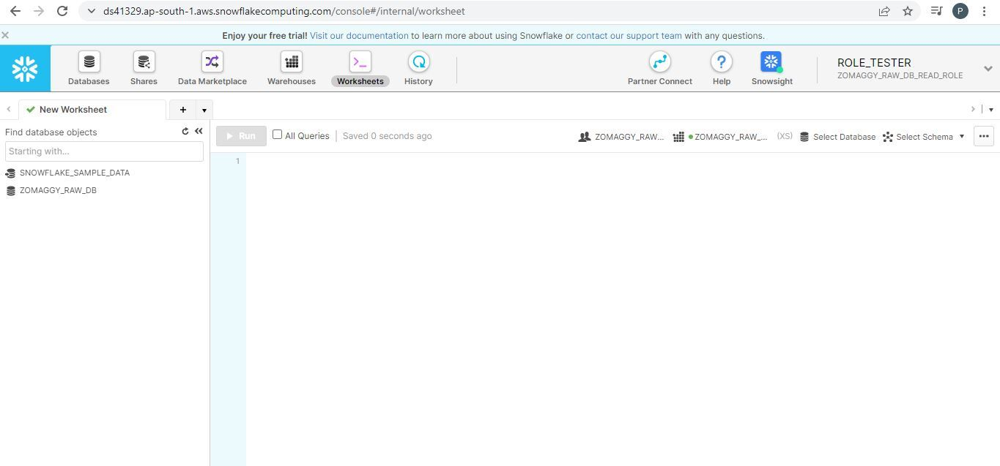 ds41329.ap-south-1.aws.snowflakecomputing.com/console#/internal/worksheet
P
Enjoy your free trial! Visit our documentation to learn more about using Snowflake or contact our support team with any questions.
Databases
Shares
Data Marketplace
Warehouses
Worksheets
History
Partner Connect
Help
Snowsight
ROLE_TESTER
ZOMAGGY_RAW_DB_READ_ROLE
New Worksheet
Find database objects
Starting with...
SNOWFLAKE_SAMPLE_DATA
ZOMAGGY_RAW_DB
Run
All Queries
Saved 0 seconds ago
ZOMAGGY_RAW...
ZOMAGGY_RAW_...
(XS)
Select Database
Select Schema
1